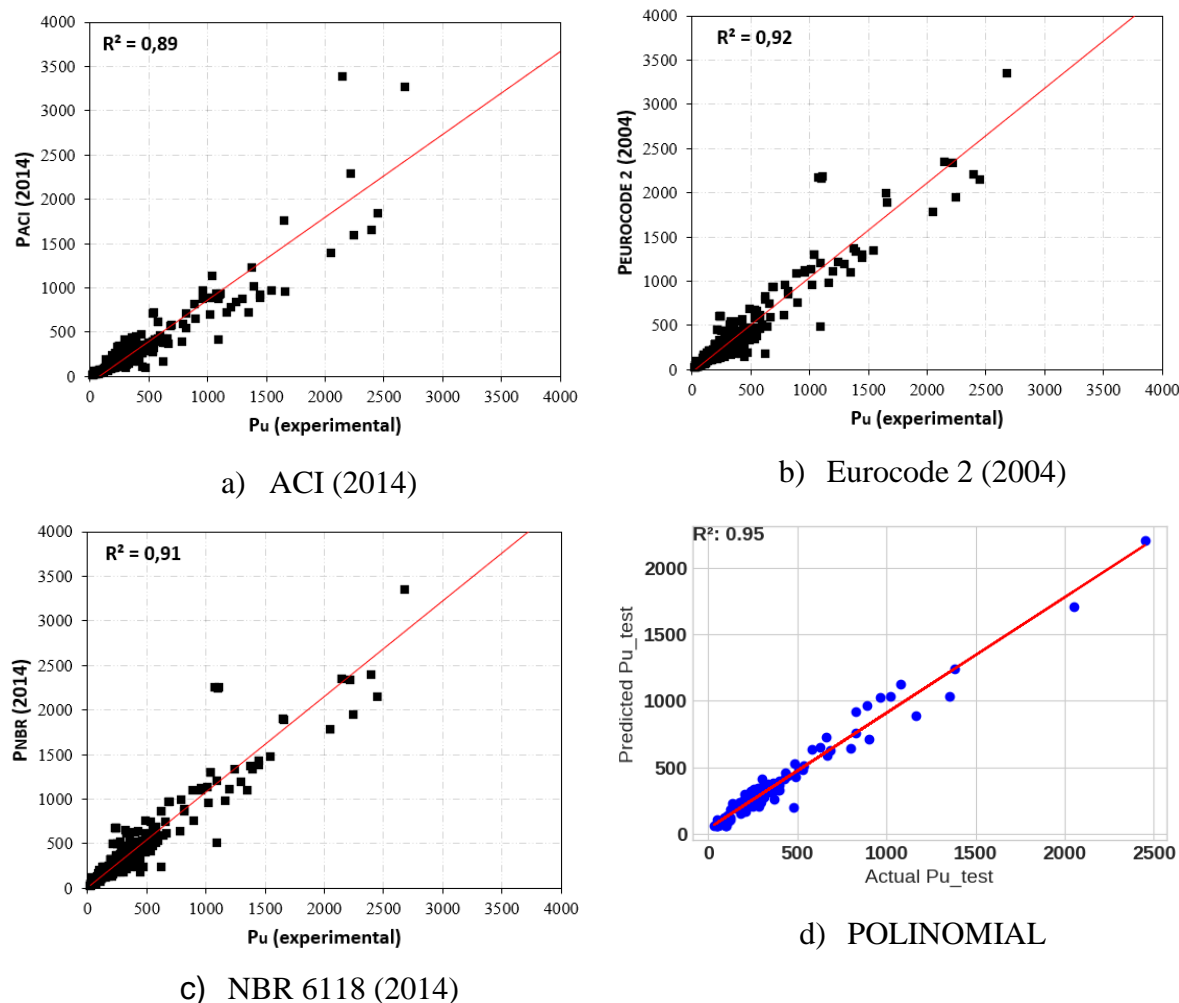 R² = 0,89
4000
3500
3000
2500
2000
1500
1000
500
0
PACI (2014)
0 500 1000 1500 2000 2500 3000 3500 4000
Pu (experimental)
a) ACI (2014)
R² = 0,92
4000
3500
3000
2500
2000
1500
1000
500
0
PEUROCODE 2 (2004)
0 500 1000 1500 2000 2500 3000 3500 4000
Pu (experimental)
b) Eurocode 2 (2004)
R² = 0,91
4000
3500
3000
2500
2000
1500
1000
500
0
PNBR (2014)
0 500 1000 1500 2000 2500 3000 3500 4000
Pu (experimental)
c) NBR 6118 (2014)
R²: 0.95
2000
1500
1000
500
0
Predicted Pu_test
0 500 1000 1500 2000 2500
Actual Pu_test
d) POLINOMIAL